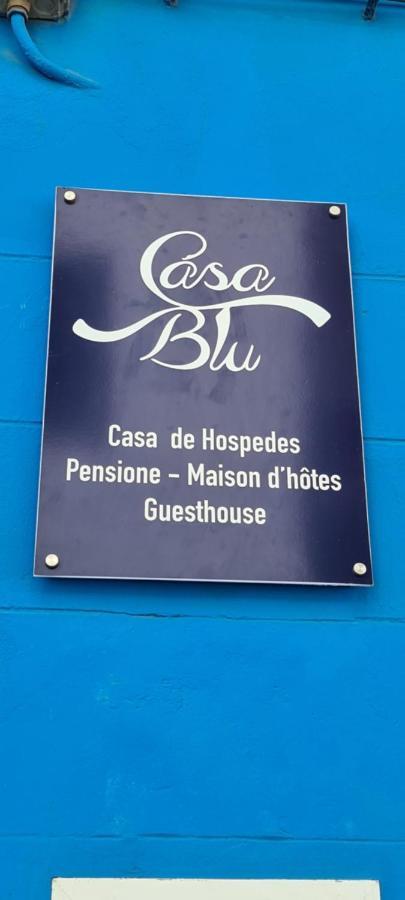 Casa
Blu
Casa de Hospedes
Pensione - Maison d'hôtes
Guesthouse